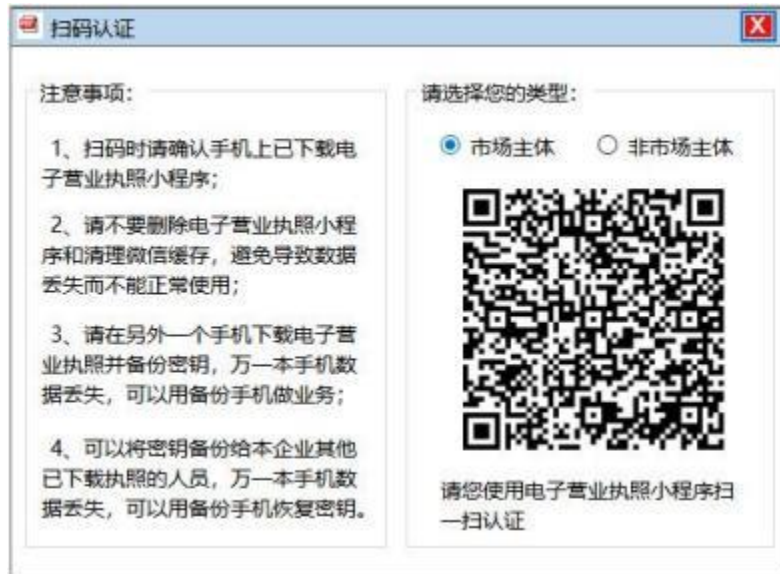 扫码认证
注意事项：
1、扫码时请确认手机上已下载电
子营业执照小程序；
2、请不要删除电子营业执照小程
序和清理微信缓存，避免导致数据
丢失而不能正常使用；
3、请在另外一个手机下载电子营
业执照并备份密钥，万一本手机数
据丢失，可以用备份手机做业务；
4、可以将密钥备份给本企业其他
已下载执照的人员，万一本手机数
据丢失，可以用备份手机恢复密钥。
请选择您的类型：
市场主体 非市场主体
请您使用电子营业执照小程序扫
一扫认证